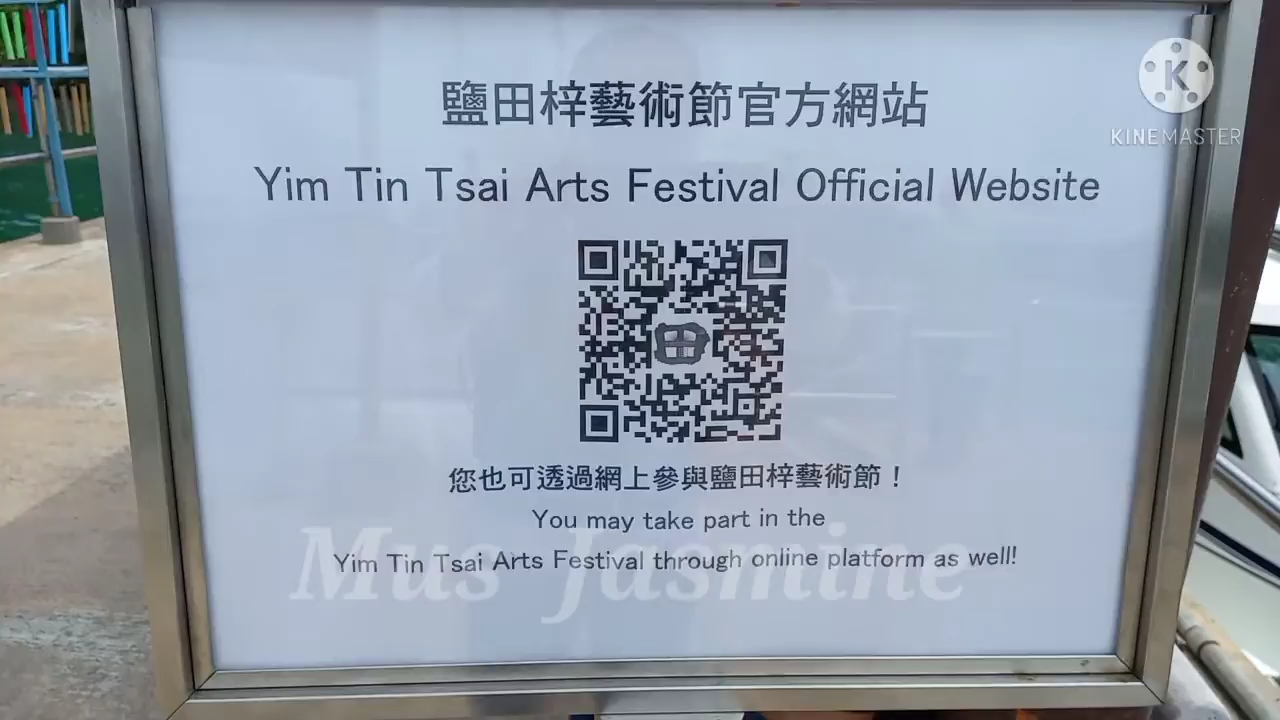 鹽田梓藝術節官方網站
K
KINEMASTER
Yim Tin Tsai Arts Festival Official Website
您也可透過網上參與鹽田梓藝術節！
You may take part in the
Yim Tin Tsai Arts Festival through online platform as well!
Mus Jasmine